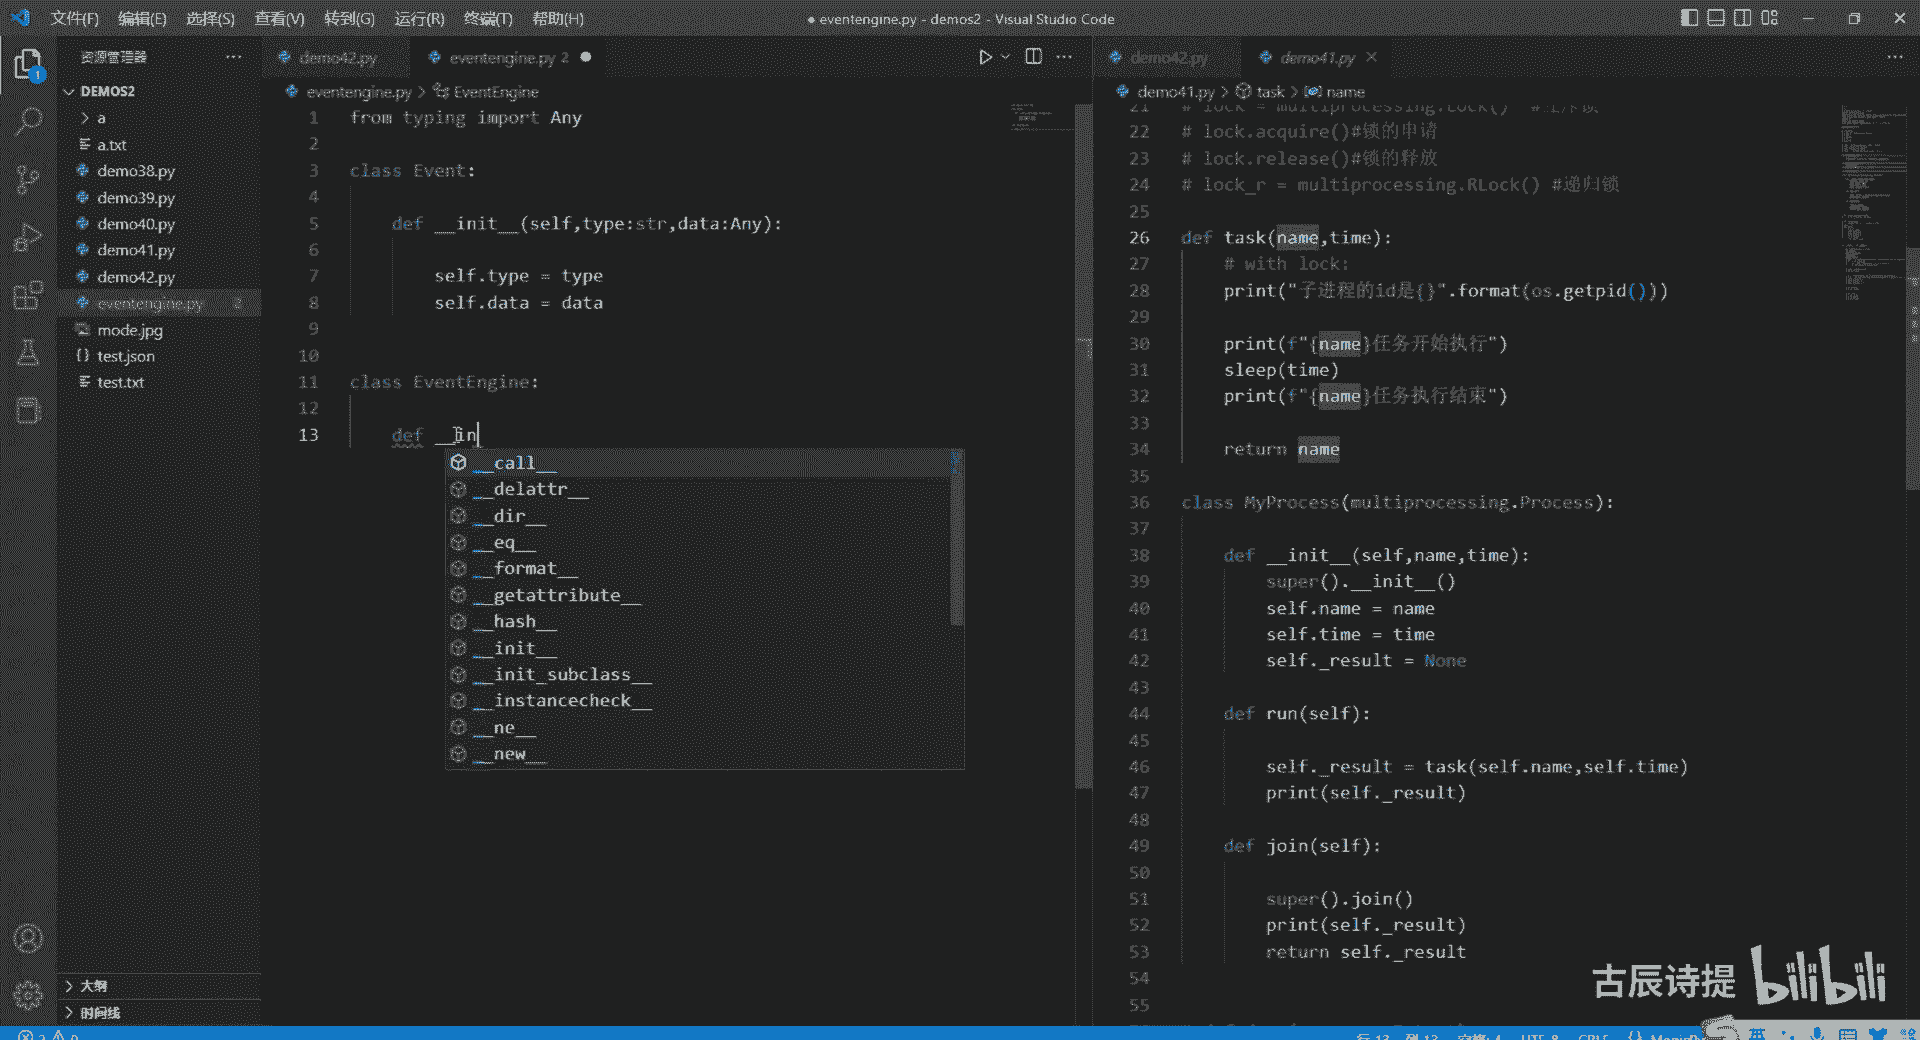 文件(F) 编辑(E) 选择(S) 查看(V) 转到(G) 运行(R) 终端(T) 帮助(H)
● eventengine.py - demos2 - Visual Studio Code
资源管理器
DEMOS2
a
a.txt
demo38.py
demo39.py
demo40.py
demo41.py
demo42.py
eventengine.py 2
mode.jpg
test.json
test.txt
大纲
时间线
1
demo42.py eventengine.py 2
eventengine.py > EventEngine
1 from typing import Any
2
3 class Event:
4
5 def __init__(self,type:str,data:Any):
6
7 self.type = type
8 self.data = data
9
10
11 class EventEngine:
12
13 def __in
__call__
__delattr__
__dir__
__eq__
__format__
__getattribute__
__hash__
__init__
__init_subclass__
__instancecheck__
__ne__
__new__
demo42.py demo41.py
demo41.py > task > name
21 # lock = multiprocessing.Lock()
22 # lock.acquire()#锁的申请
23 # lock.release()#锁的释放
24 # lock_r = multiprocessing.RLock() #递归锁
25
26 def task(name,time):
27 # with lock:
28 print("子进程的id是{}".format(os.getpid()))
29
30 print(f"{name}任务开始执行")
31 sleep(time)
32 print(f"{name}任务执行结束")
33
34 return name
35
36 class MyProcess(multiprocessing.Process):
37
38 def __init__(self,name,time):
39 super().__init__()
40 self.name = name
41 self.time = time
42 self._result = None
43
44 def run(self):
45
46 self._result = task(self.name,self.time)
47 print(self._result)
48
49 def join(self):
50
51 super().join()
52 print(self._result)
53 return self._result
54
55
古辰诗提 bilibili
行 13, 列 13 空格: 4 UTF-8 CRLF
英